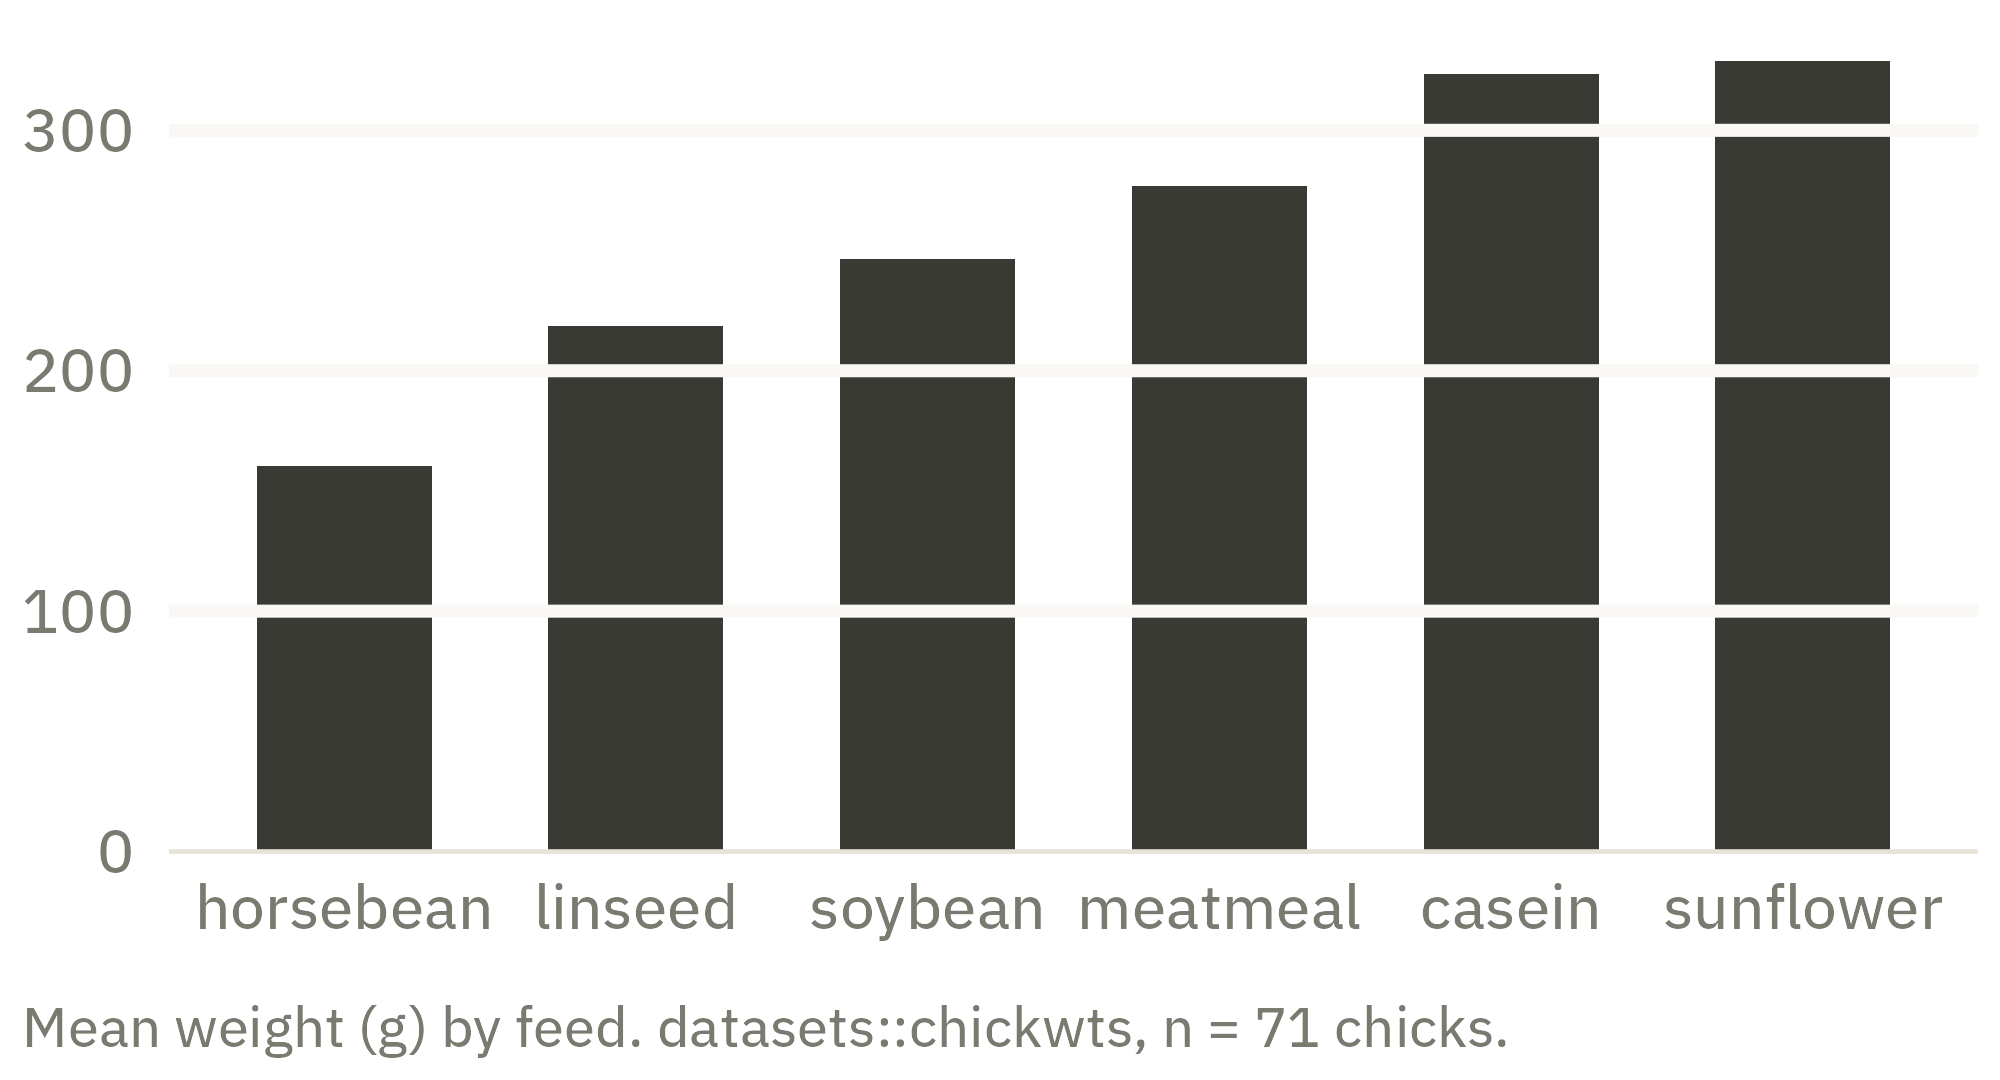 300
200
100
0
horsebean linseed soybean meatmeal casein sunflower
Mean weight (g) by feed. datasets::chickwts, n = 71 chicks.